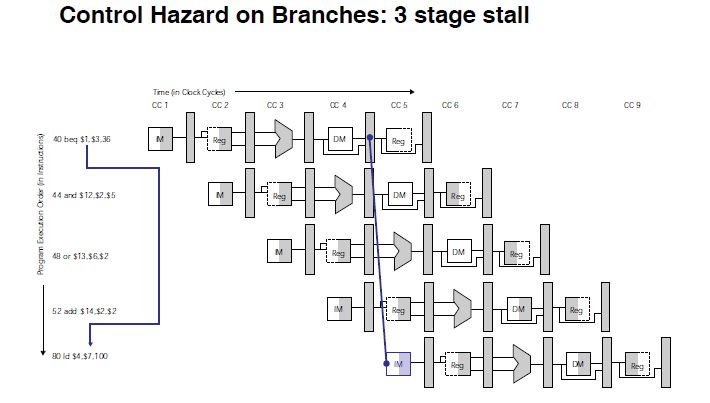 Control Hazard on Branches: 3 stage stall
Time (in Clock Cycles)
CC 1 CC 2 CC 3 CC 4 CC 5 CC 6 CC 7 CC 8 CC 9
Program Execution Order (in Instructions)
40 beq $1,$3,36
IM Reg DM Reg
44 and $12,$2,$5
IM Reg DM Reg
48 or $13,$6,$2
IM Reg DM Reg
52 add $14,$2,$2
IM Reg DM Reg
80 ld $4,$7,100
IM Reg DM Reg